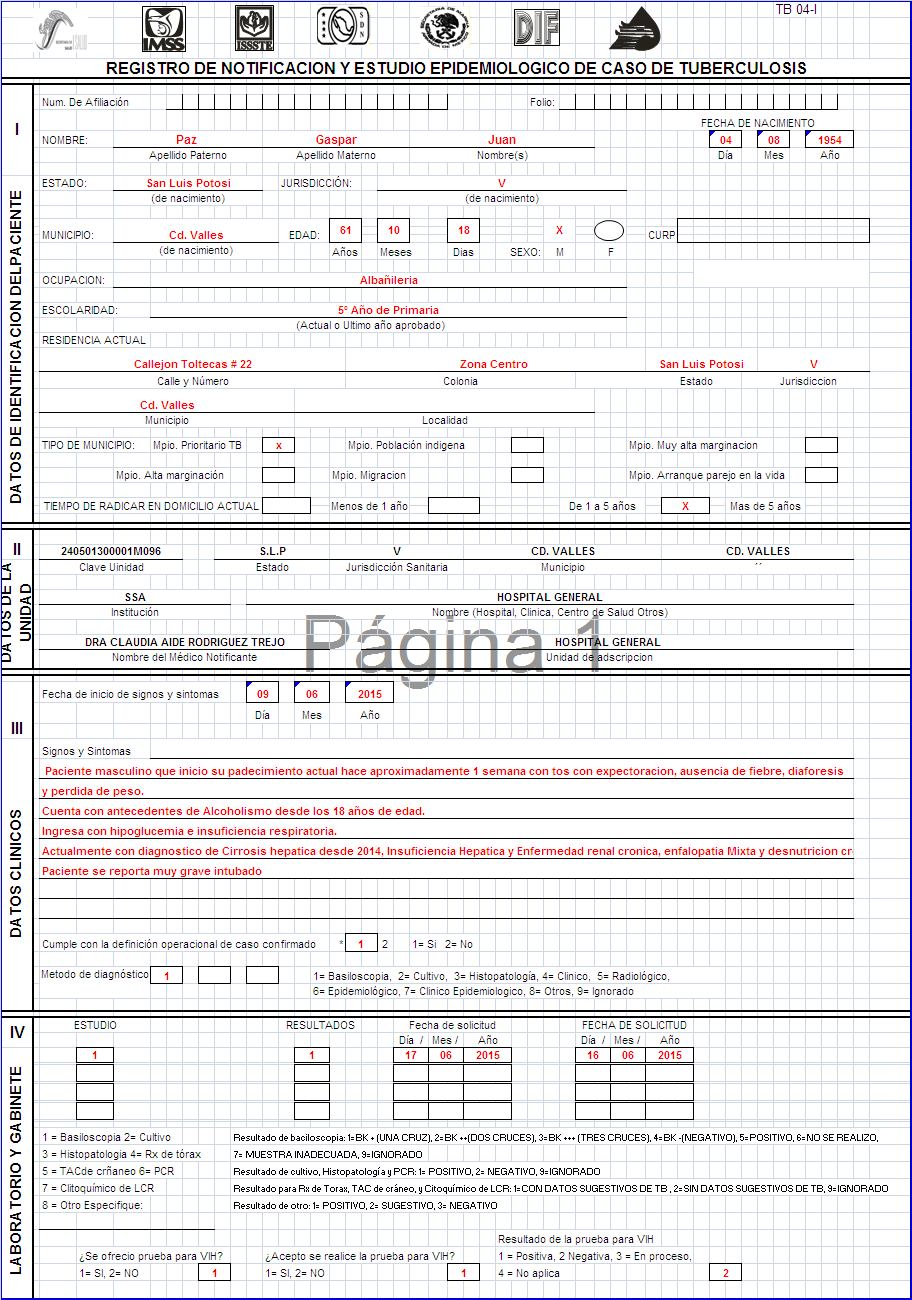 TB 04-I
IMSS ISSSTE SDN DIF
REGISTRO DE NOTIFICACION Y ESTUDIO EPIDEMIOLOGICO DE CASO DE TUBERCULOSIS
I
DATOS DE IDENTIFICACION DELPACIENTE
Num. De Afiliación Folio:
FECHA DE NACIMIENTO
NOMBRE: Paz Gaspar Juan 04 08 1954
Apellido Paterno Apellido Materno Nombre(s) Día Mes Año
ESTADO: San Luis Potosi JURISDICCIÓN: V
(de nacimiento) (de nacimiento)
MUNICIPIO: Cd. Valles EDAD: 61 10 18 X CURP
(de nacimiento) Años Meses Dias SEXO: M F
OCUPACION: Albañileria
ESCOLARIDAD: 5º Año de Primaria
(Actual o Ultimo año aprobado)
RESIDENCIA ACTUAL
Callejon Toltecas # 22 Zona Centro San Luis Potosi V
Calle y Número Colonia Estado Jurisdiccion
Cd. Valles
Municipio Localidad
TIPO DE MUNICIPIO: Mpio. Prioritario TB x Mpio. Población indigena Mpio. Muy alta marginacion
Mpio. Alta marginación Mpio. Migracion Mpio. Arranque parejo en la vida
TIEMPO DE RADICAR EN DOMICILIO ACTUAL Menos de 1 año De 1 a 5 años X Mas de 5 años
II
DATOS DE LA UNIDAD
240501300001M096 S.L.P V CD. VALLES CD. VALLES
Clave Uinidad Estado Jurisdicción Sanitaria Municipio ´´
SSA HOSPITAL GENERAL
Institución Nombre (Hospital, Clinica, Centro de Salud Otros)
Página 1
DRA CLAUDIA AIDE RODRIGUEZ TREJO HOSPITAL GENERAL
Nombre del Médico Notificante Unidad de adscripcion
III
DATOS CLINICOS
Fecha de inicio de signos y sintomas 09 06 2015
Día Mes Año
Signos y Sintomas
Paciente masculino que inicio su padecimiento actual hace aproximadamente 1 semana con tos con expectoracion, ausencia de fiebre, diaforesis
y perdida de peso.
Cuenta con antecedentes de Alcoholismo desde los 18 años de edad.
Ingresa con hipoglucemia e insuficiencia respiratoria.
Actualmente con diagnostico de Cirrosis hepatica desde 2014, Insuficiencia Hepatica y Enfermedad renal cronica, enfalopatia Mixta y desnutricion cr
Paciente se reporta muy grave intubado
Cumple con la definición operacional de caso confirmado * 1 2 1= Si 2= No
Metodo de diagnóstico 1 1= Basiloscopia, 2= Cultivo, 3= Histopatología, 4= Clinico, 5= Radiológico,
6= Epidemiológico, 7= Clinico Epidemiologico, 8= Otros, 9= Ignorado
IV
LABORATORIO Y GABINETE
ESTUDIO RESULTADOS Fecha de solicitud FECHA DE SOLICITUD
Día / Mes / Año Día / Mes / Año
1 1 17 06 2015 16 06 2015
1 = Basiloscopia 2= Cultivo Resultado de baciloscopia: 1=BK + (UNA CRUZ), 2=BK ++(DOS CRUCES), 3=BK +++ (TRES CRUCES), 4=BK -(NEGATIVO), 5=POSITIVO, 6=NO SE REALIZO,
3 = Histopatologia 4= Rx de tórax 7= MUESTRA INADECUADA, 9=IGNORADO
5 = TACde crñaneo 6= PCR Resultado de cultivo, Histopatología y PCR: 1= POSITIVO, 2= NEGATIVO, 9=IGNORADO
7 = Clitoquímico de LCR Resultado para Rx de Torax, TAC de cráneo, y Citoquímico de LCR: 1=CON DATOS SUGESTIVOS DE TB , 2=SIN DATOS SUGESTIVOS DE TB, 9=IGNORADO
8 = Otro Especifique: Resultado de otro: 1= POSITIVO, 2= SUGESTIVO, 3= NEGATIVO
Resultado de la prueba para VIH
¿Se ofrecio prueba para VIH? ¿Acepto se realice la prueba para VIH? 1 = Positiva, 2 Negativa, 3 = En proceso,
1= SI, 2= NO 1 1= SI, 2= NO 1 4 = No aplica 2